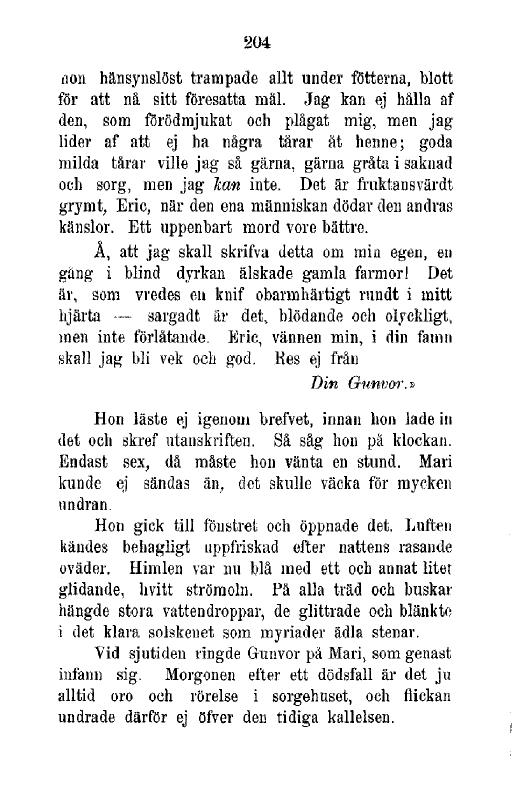 204
non hänsynslöst trampade allt under fötterna, blott
för att nå sitt föresatta mål. Jag kan ej hålla af
den, som förödmjukat och plågat mig, men jag
lider af att ej ha några tårar åt henne; goda
milda tårar ville jag så gärna, gärna gråta i saknad
och sorg, men jag kan inte. Det är fruktansvärdt
grymt, Eric, när den ena människan dödar den andras
känslor. Ett uppenbart mord vore bättre.
Å, att jag skall skrifva detta om min egen, en
gång i blind dyrkan älskade gamla farmor! Det
är, som vredes en knif obarmhärtigt rundt i mitt
hjärta — sargadt är det, blödande och olyckligt,
men inte förlåtande. Eric, vännen min, i din famn
skall jag bli vek och god. Res ej från
Din Gunvor.»
Hon läste ej igenom brefvet, innan hon lade in
det och skref utanskriften. Så såg hon på klockan.
Endast sex, då måste hon vänta en stund. Mari
kunde ej sändas än, det skulle väcka för mycken
undran.
Hon gick till fönstret och öppnade det. Luften
kändes behagligt uppfriskad efter nattens rasande
oväder. Himlen var nu blå med ett och annat litet
glidande, hvitt strömoln. På alla träd och buskar
hängde stora vattendroppar, de glittrade och blänkte
i det klara solskenet som myriader ädla stenar.
Vid sjutiden ringde Gunvor på Mari, som genast
infann sig. Morgonen efter ett dödsfall är det ju
alltid oro och rörelse i sorgehuset, och flickan
undrade därför ej öfver den tidiga kallelsen.